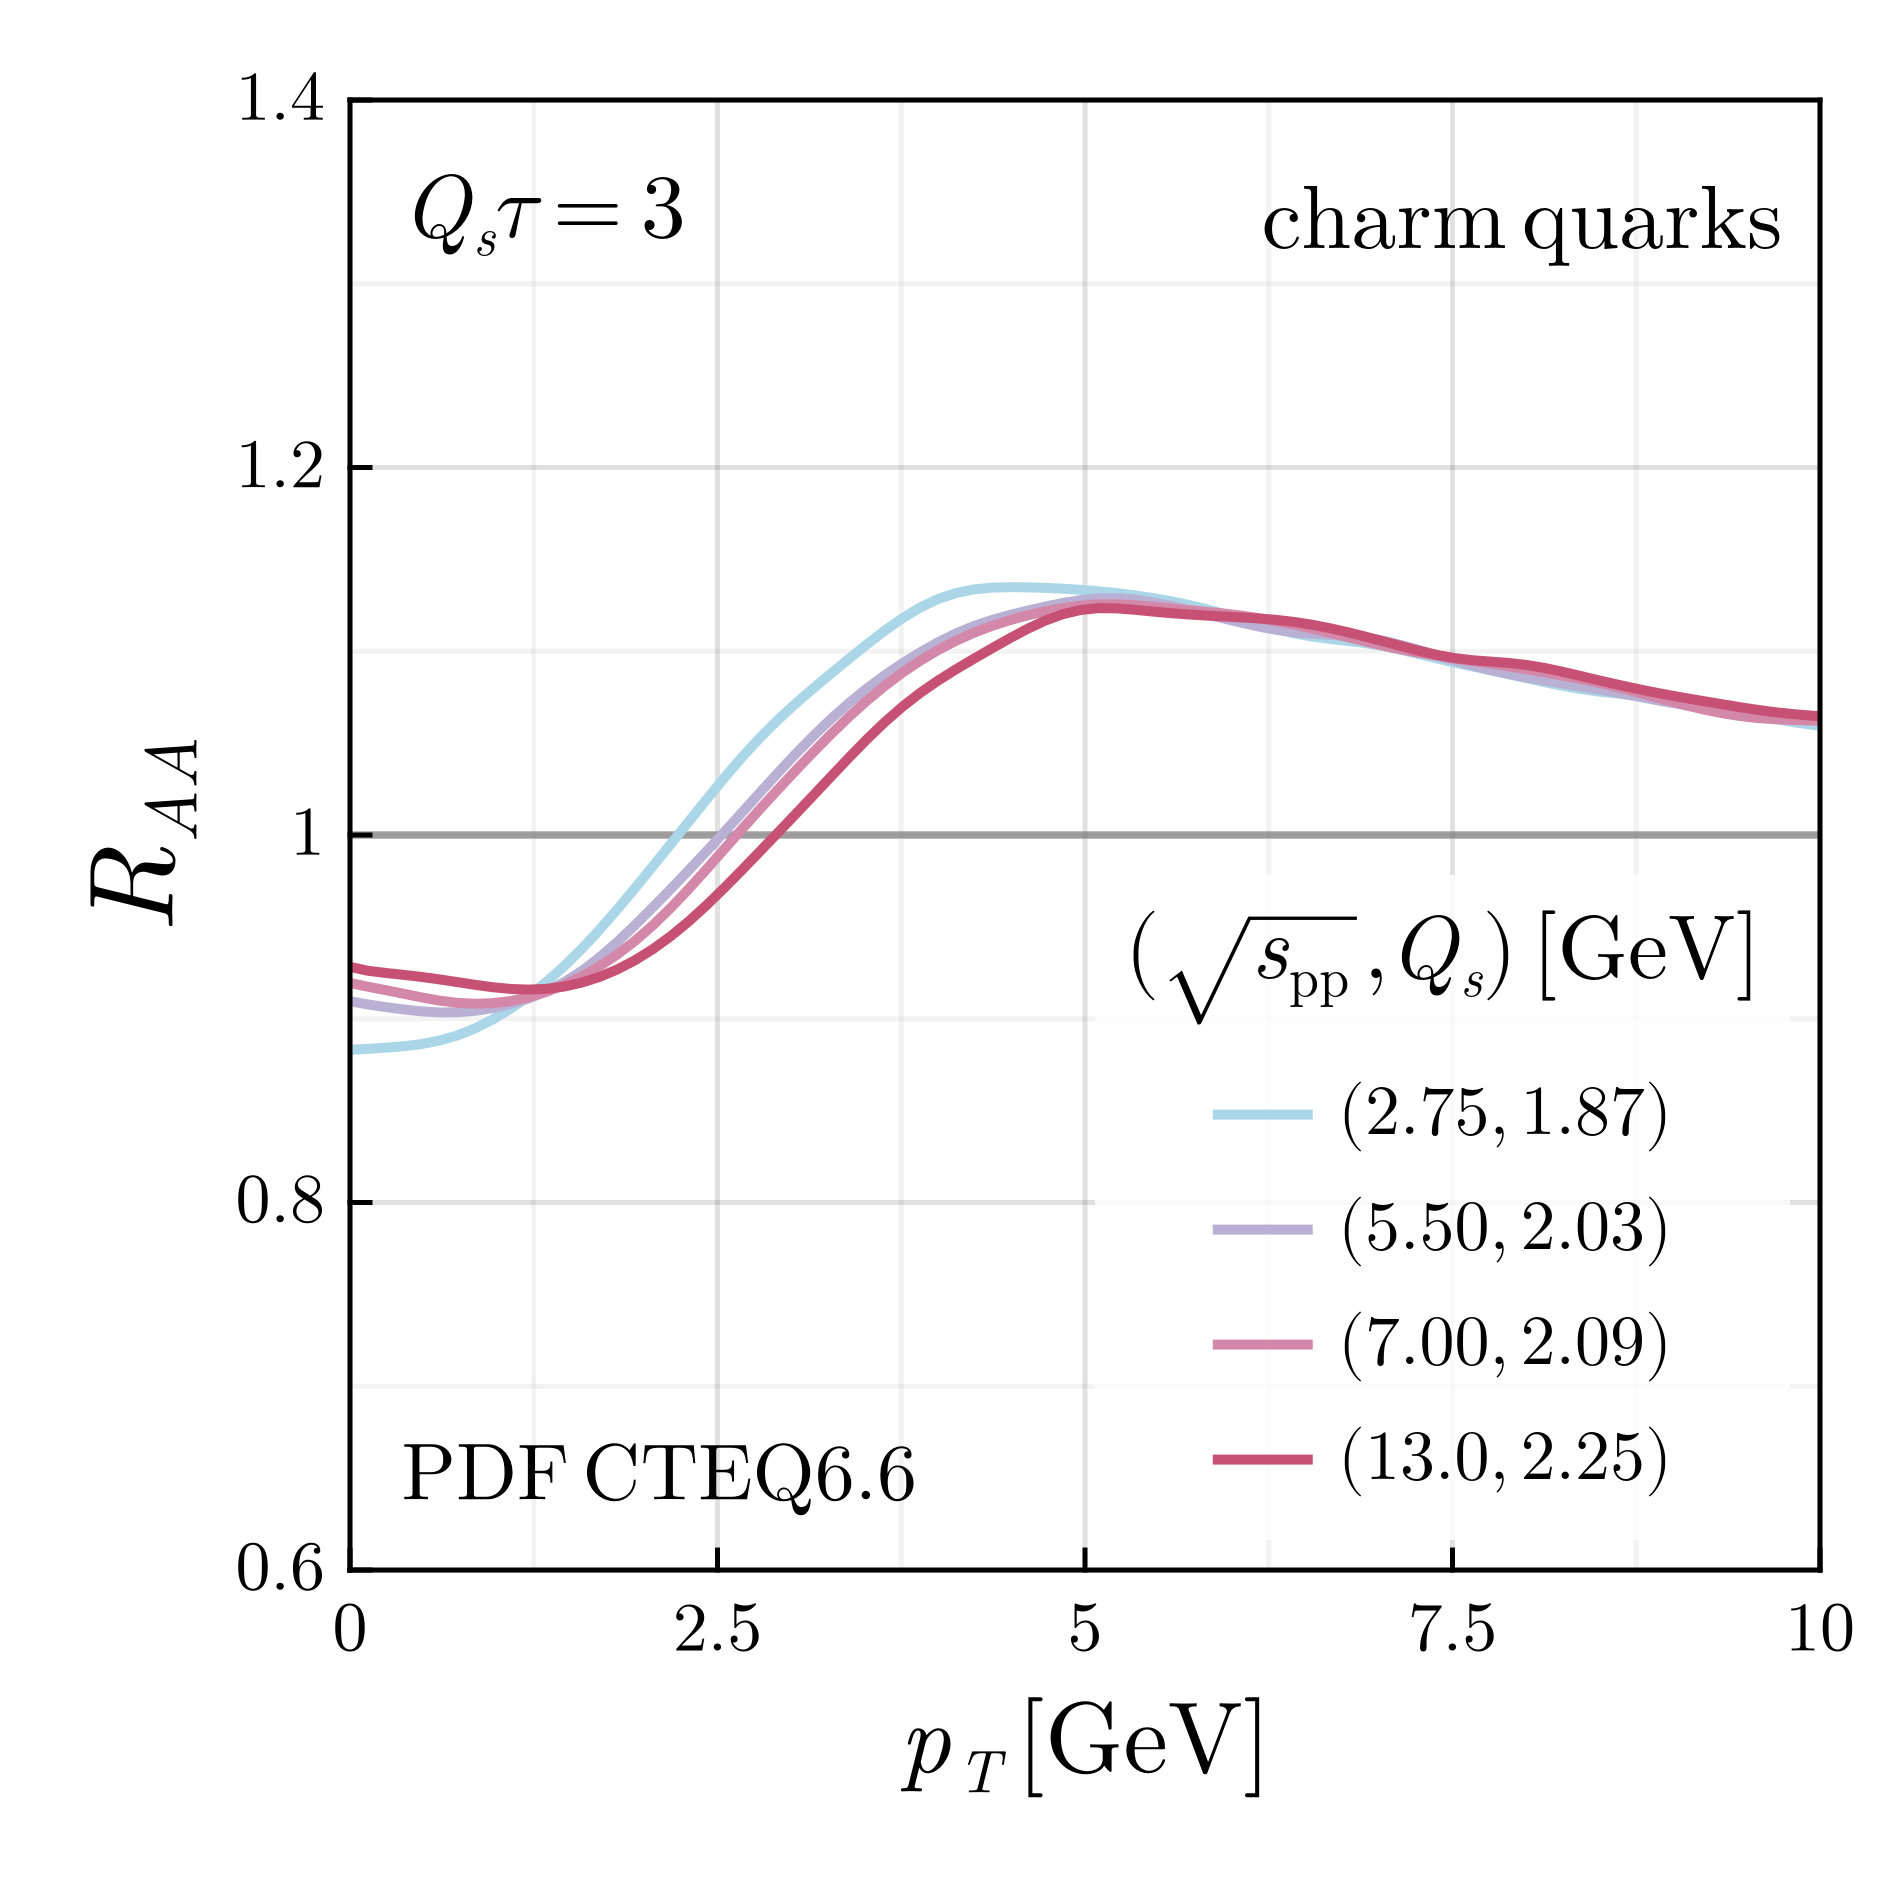 1.4
Q_sτ = 3
charm quarks
1.2
1
R_AA
(√s_pp, Q_s) [GeV]
(2.75, 1.87)
0.8
(5.50, 2.03)
(7.00, 2.09)
(13.0, 2.25)
PDF CTEQ6.6
0.6
0 2.5 5 7.5 10
p_T [GeV]